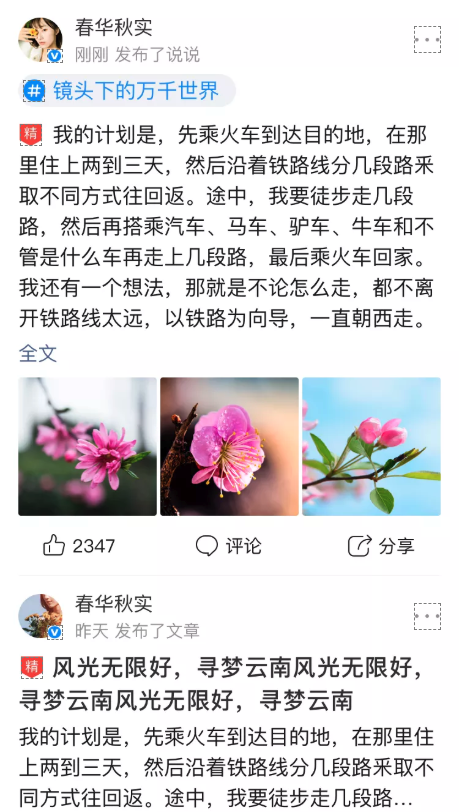 春华秋实
刚刚 发布了说说
# 镜头下的万千世界
精 我的计划是，先乘火车到达目的地，在那
里住上两到三天，然后沿着铁路线分几段路釆
取不同方式往回返。途中，我要徒步走几段
路，然后再搭乘汽车、马车、驴车、牛车和不
管是什么车再走上几段路，最后乘火车回家。
我还有一个想法，那就是不论怎么走，都不离
开铁路线太远，以铁路为向导，一直朝西走。
全文
2347 评论 分享
春华秋实
昨天 发布了文章
精 风光无限好，寻梦云南风光无限好，
寻梦云南风光无限好，寻梦云南
我的计划是，先乘火车到达目的地，在那里住
上两到三天，然后沿着铁路线分几段路釆取不
同方式往回返。途中，我要徒步走几段路…